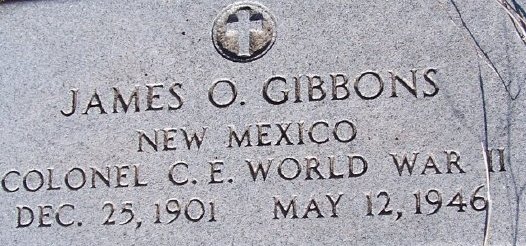 JAMES O. GIBBONS
NEW MEXICO
COLONEL C.E. WORLD WAR II
DEC. 25, 1901 MAY 12, 1946